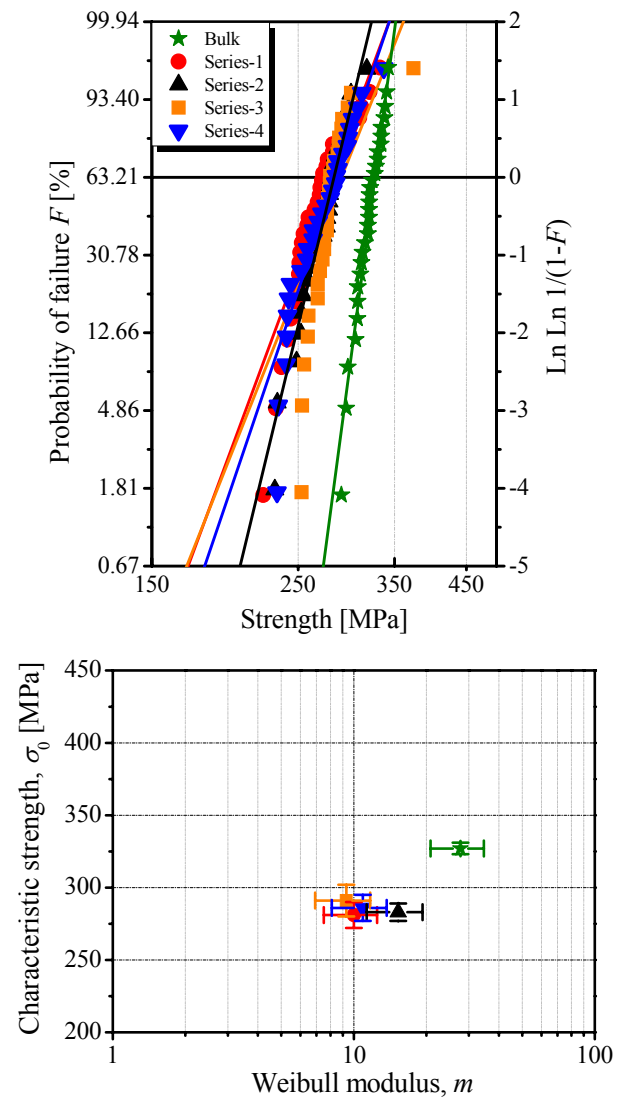 99.94
93.40
63.21
30.78
12.66
4.86
1.81
0.67
Probability of failure F [%]
Bulk
Series-1
Series-2
Series-3
Series-4
2
1
0
-1
-2
-3
-4
-5
Ln Ln 1/(1-F)
150 250 350 450
Strength [MPa]
450
400
350
300
250
200
Characteristic strength, σ0 [MPa]
1 10 100
Weibull modulus, m